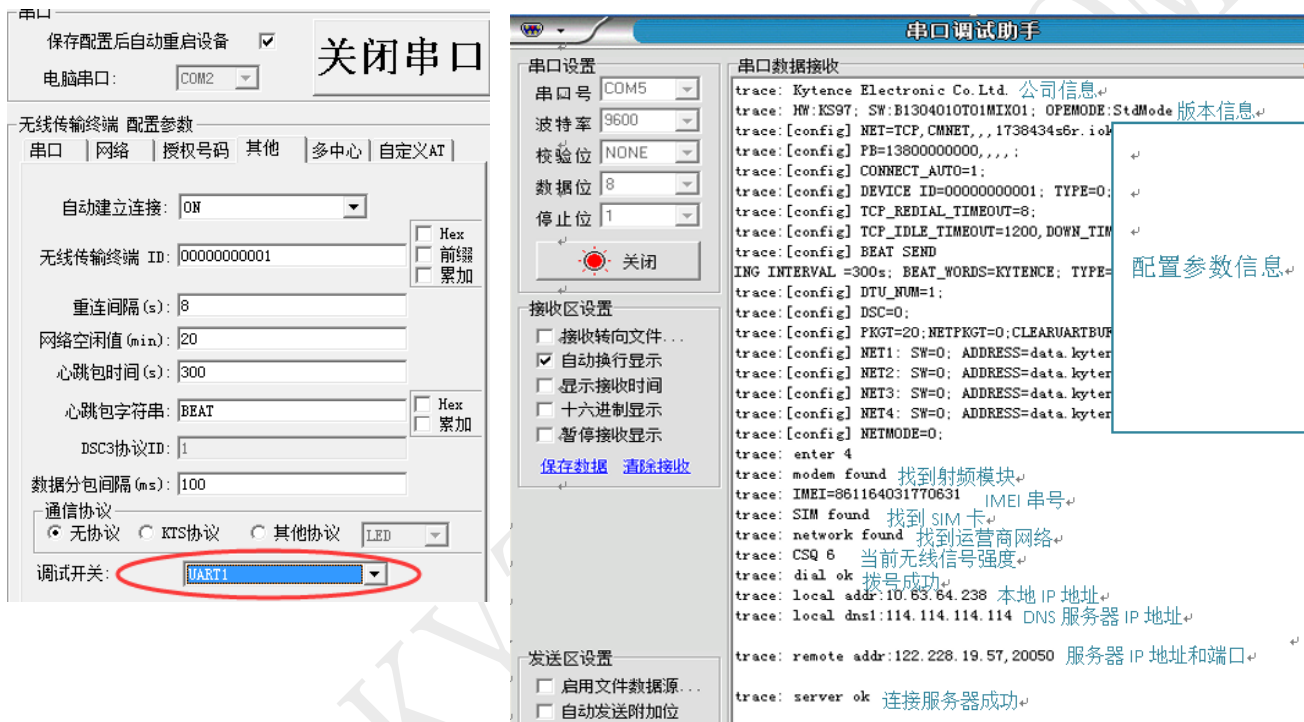 串口
保存配置后自动重启设备
关闭串口
电脑串口:
COM2
无线传输终端 配置参数
串口
网络
授权号码
其他
多中心
自定义AT
自动建立连接:
ON
无线传输终端 ID:
00000000001
Hex
前缀
累加
重连间隔(s):
8
网络空闲值(min):
20
心跳包时间(s):
300
心跳包字符串:
BEAT
Hex
累加
DSC3协议ID:
1
数据分包间隔(ms):
100
通信协议
无协议
KTS协议
其他协议
LED
调试开关:
UART1
串口调试助手
串口设置
串口号
COM5
波特率
9600
校验位
NONE
数据位
8
停止位
1
关闭
接收区设置
接收转向文件...
自动换行显示
显示接收时间
十六进制显示
暂停接收显示
保存数据
清除接收
发送区设置
启用文件数据源...
自动发送附加位
串口数据接收
trace: Kytence Electronic Co.Ltd. 公司信息
trace: HW:KS97; SW:B1304010T01MIX01; OPEMODE:StdMode 版本信息
trace:[config] NET=TCP,CMNET,,,1738434s6r.iok
trace:[config] PB=13800000000,,,,;
trace:[config] CONNECT_AUTO=1;
trace:[config] DEVICE ID=00000000001; TYPE=0;
trace:[config] TCP_REDIAL_TIMEOUT=8;
trace:[config] TCP_IDLE_TIMEOUT=1200,DOWN_TIM
trace:[config] BEAT SEND
ING INTERVAL =300s; BEAT_WORDS=KYTENCE; TYPE=
配置参数信息
trace:[config] DTU_NUM=1;
trace:[config] DSC=0;
trace:[config] PKGT=20;NETPKGT=0;CLEARUARTBUF
trace:[config] NET1: SW=0; ADDRESS=data.kyter
trace:[config] NET2: SW=0; ADDRESS=data.kyter
trace:[config] NET3: SW=0; ADDRESS=data.kyter
trace:[config] NET4: SW=0; ADDRESS=data.kyter
trace:[config] NETMODE=0;
trace: enter 4
trace: modem found 找到射频模块
trace: IMEI=861164031770631 IMEI 串号
trace: SIM found 找到 SIM 卡
trace: network found 找到运营商网络
trace: CSQ 6 当前无线信号强度
trace: dial ok 拨号成功
trace: local addr:10.63.64.238 本地 IP 地址
trace: local dns1:114.114.114.114 DNS 服务器 IP 地址
trace: remote addr:122.228.19.57,20050 服务器 IP 地址和端口
trace: server ok 连接服务器成功